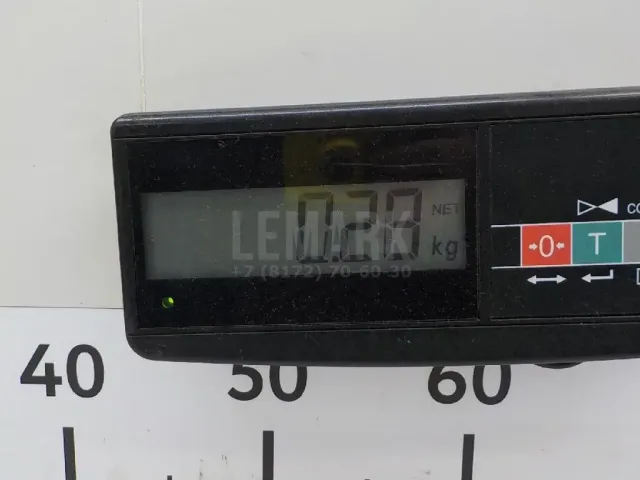 0.28 NET
kg
LEMARK
+7 (8172) 70-60-30
→0← T
40 50 60